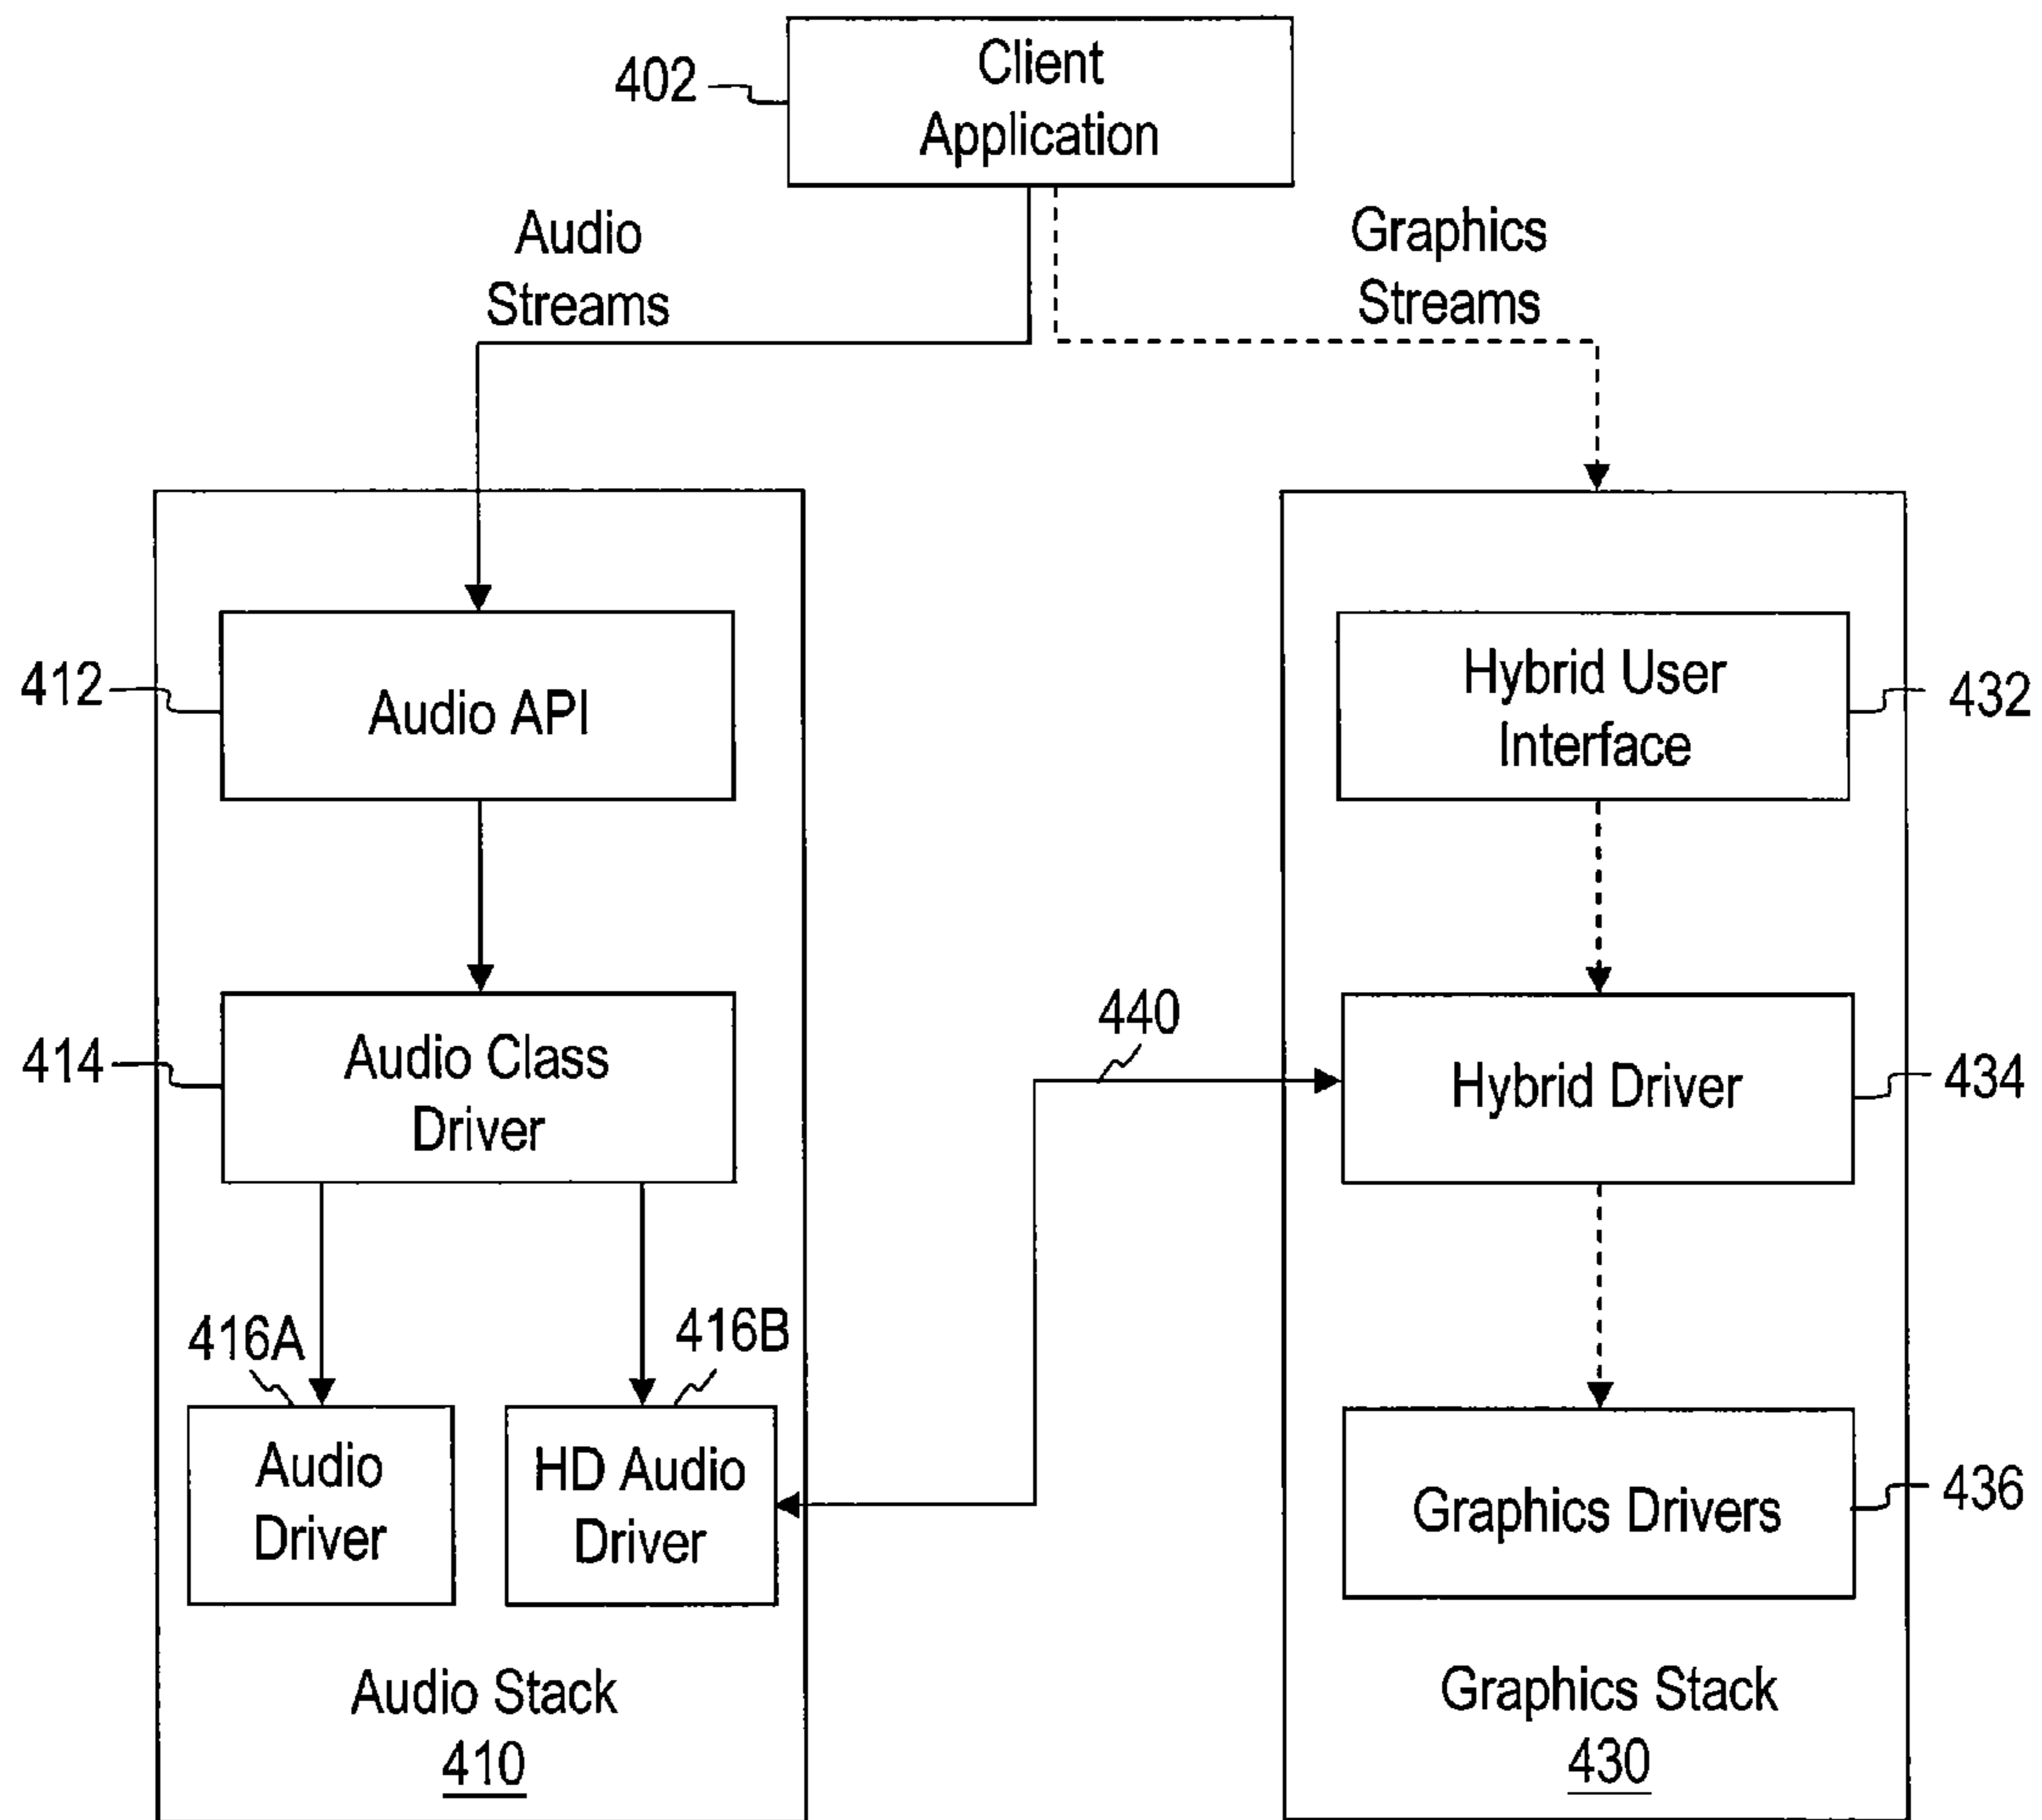 402
Client
Application
Audio
Streams
Graphics
Streams
412
Audio API
Hybrid User
Interface
432
414
Audio Class
Driver
440
Hybrid Driver
434
416A
416B
Audio
Driver
HD Audio
Driver
Graphics Drivers
436
Audio Stack
410
Graphics Stack
430